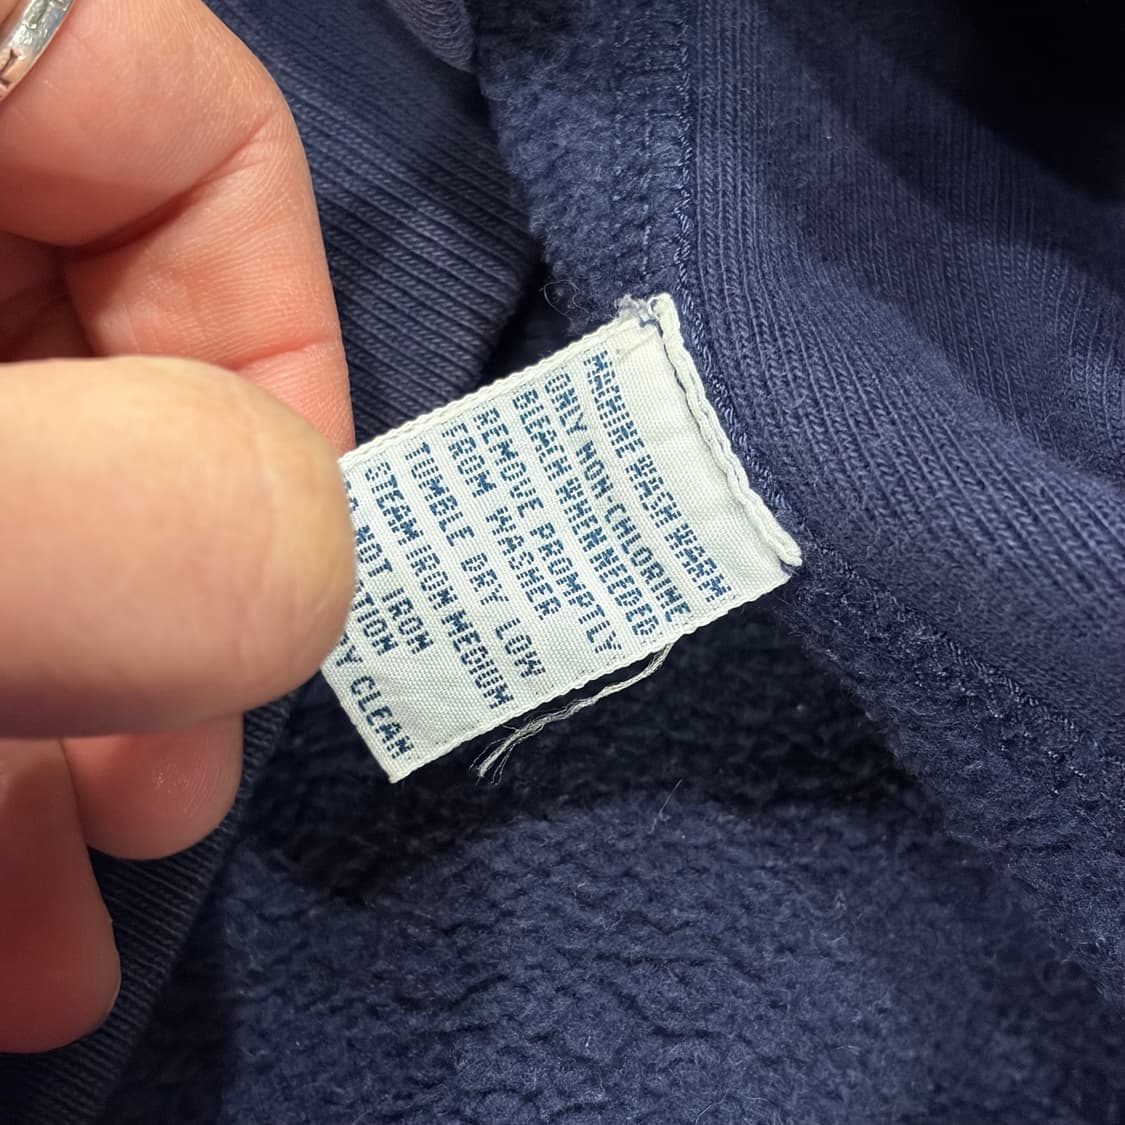 MACHINE WASH WARM
ONLY NON-CHLORINE
BLEACH WHEN NEEDED
REMOVE PROMPTLY
FROM WASHER
TUMBLE DRY LOW
STEAM IRON MEDIUM
NOT IRON
CLEAN